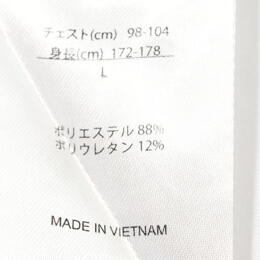 チェスト(cm) 98-104
身長(cm) 172-178
L
ポリエステル 88%
ポリウレタン 12%
MADE IN VIETNAM